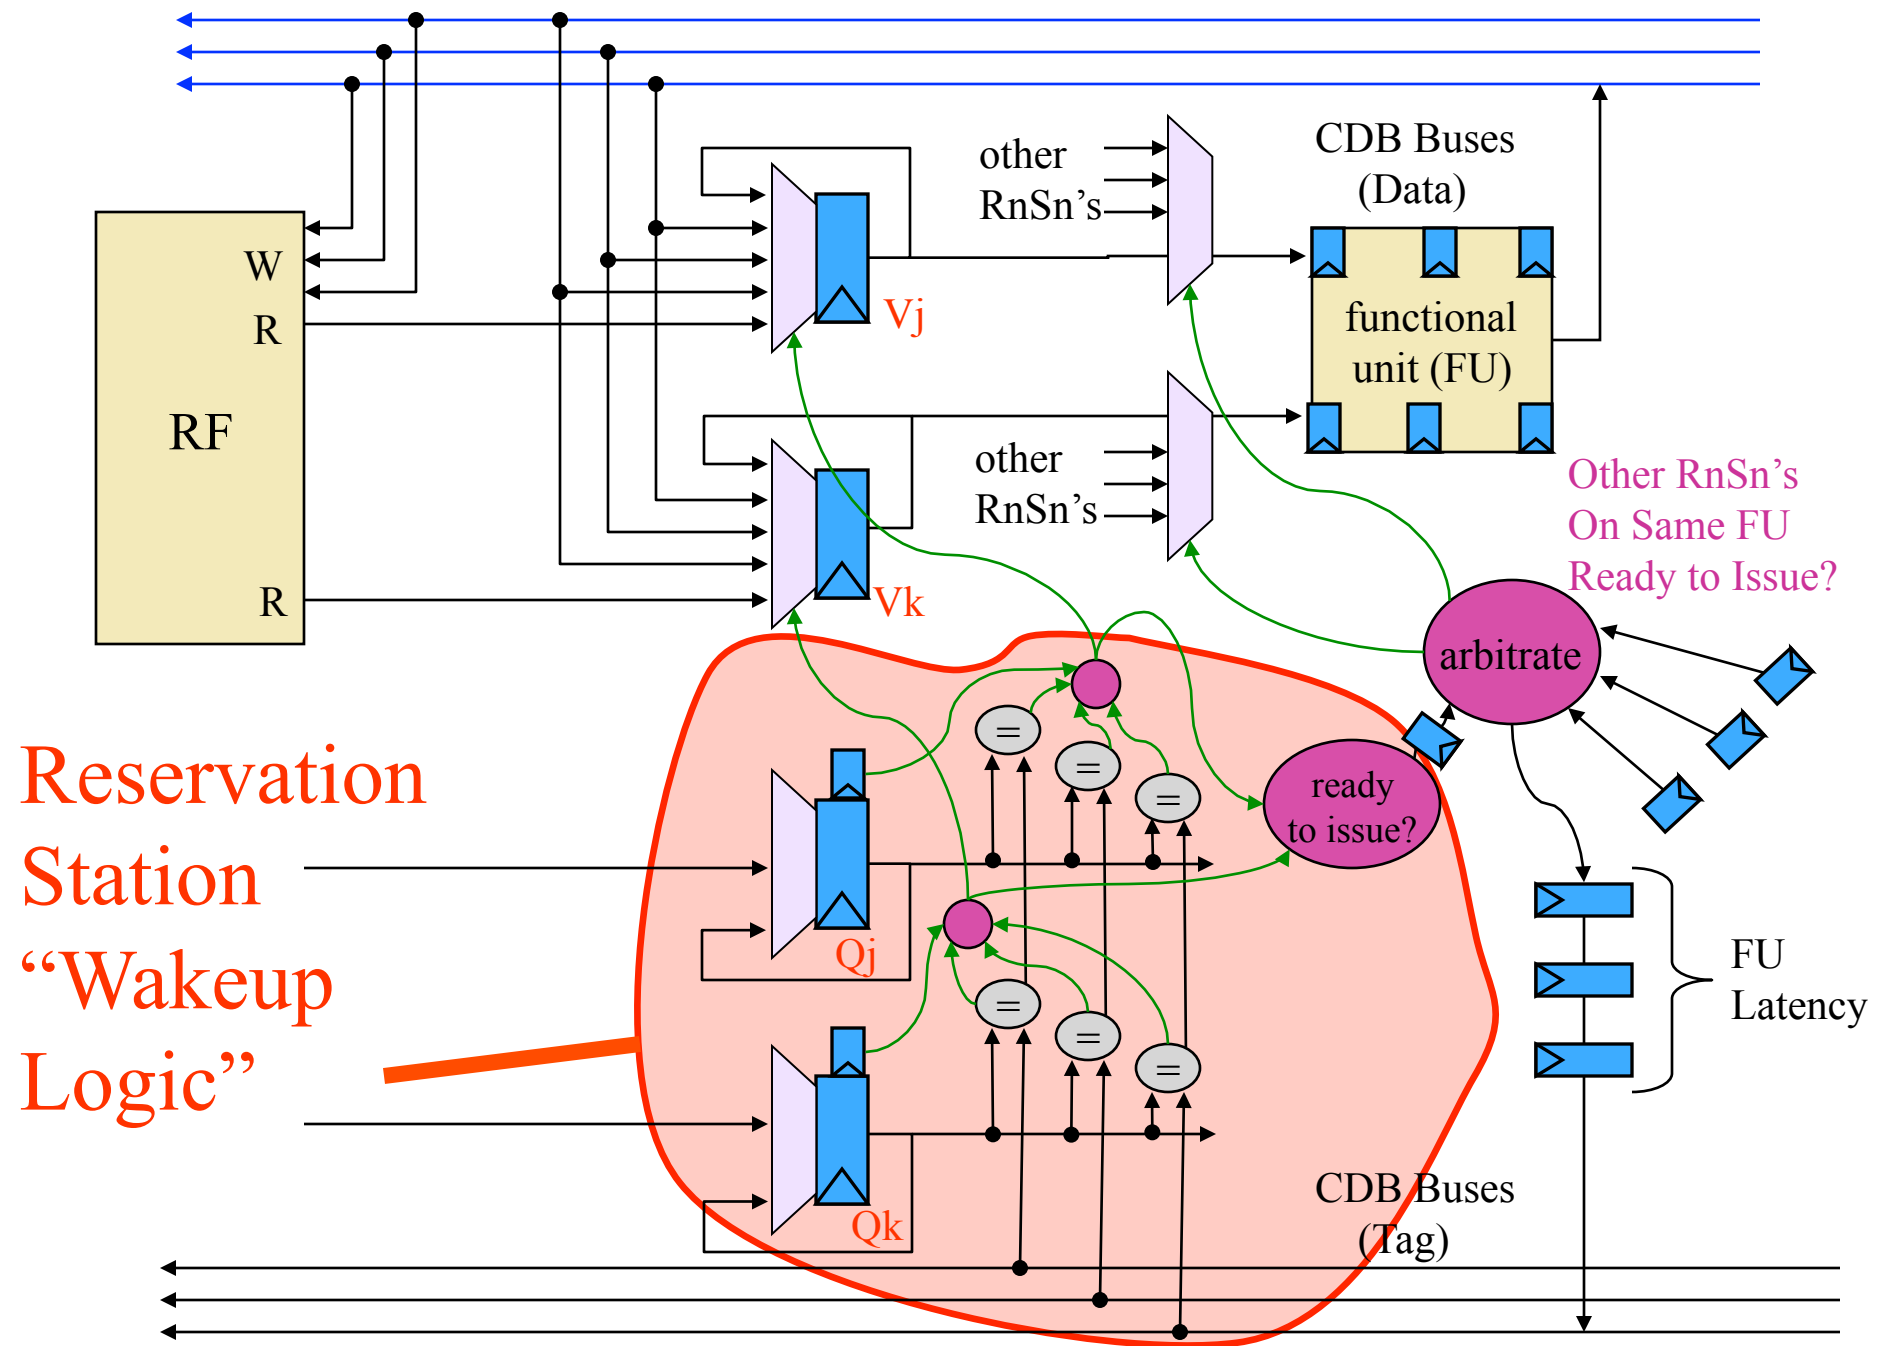 CDB Buses
(Data)
other
RnSn’s
W
R
RF
R
Vj
functional
unit (FU)
other
RnSn’s
Vk
Other RnSn’s
On Same FU
Ready to Issue?
arbitrate
=
=
=
ready
to issue?
Reservation
Station
“Wakeup
Logic”
Qj
=
=
=
FU
Latency
Qk
CDB Buses
(Tag)